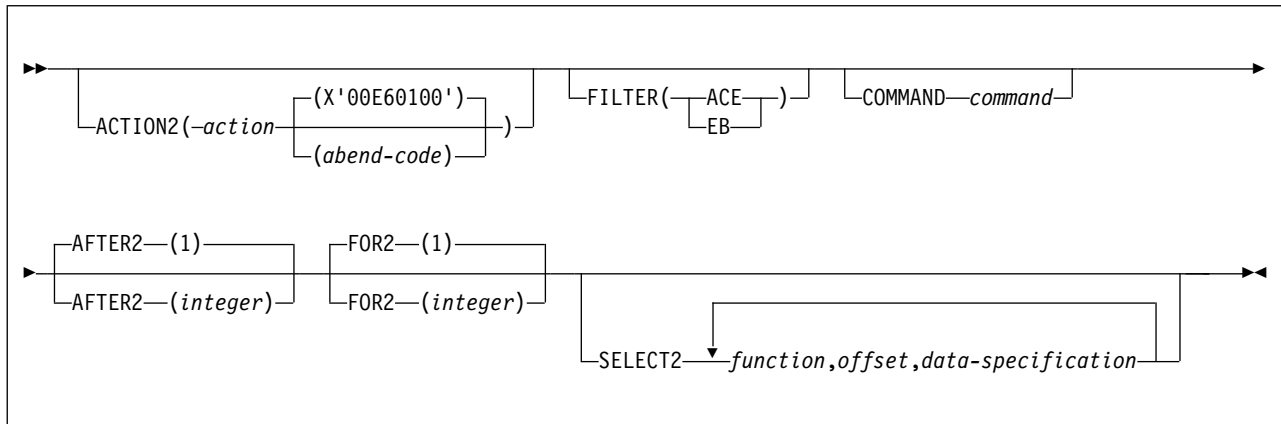 (X'00E60100')
ACTION2(action )
(abend-code)
FILTER( ACE )
EB
COMMAND command
AFTER2 (1)
AFTER2 (integer)
FOR2 (1)
FOR2 (integer)
SELECT2 function,offset,data-specification